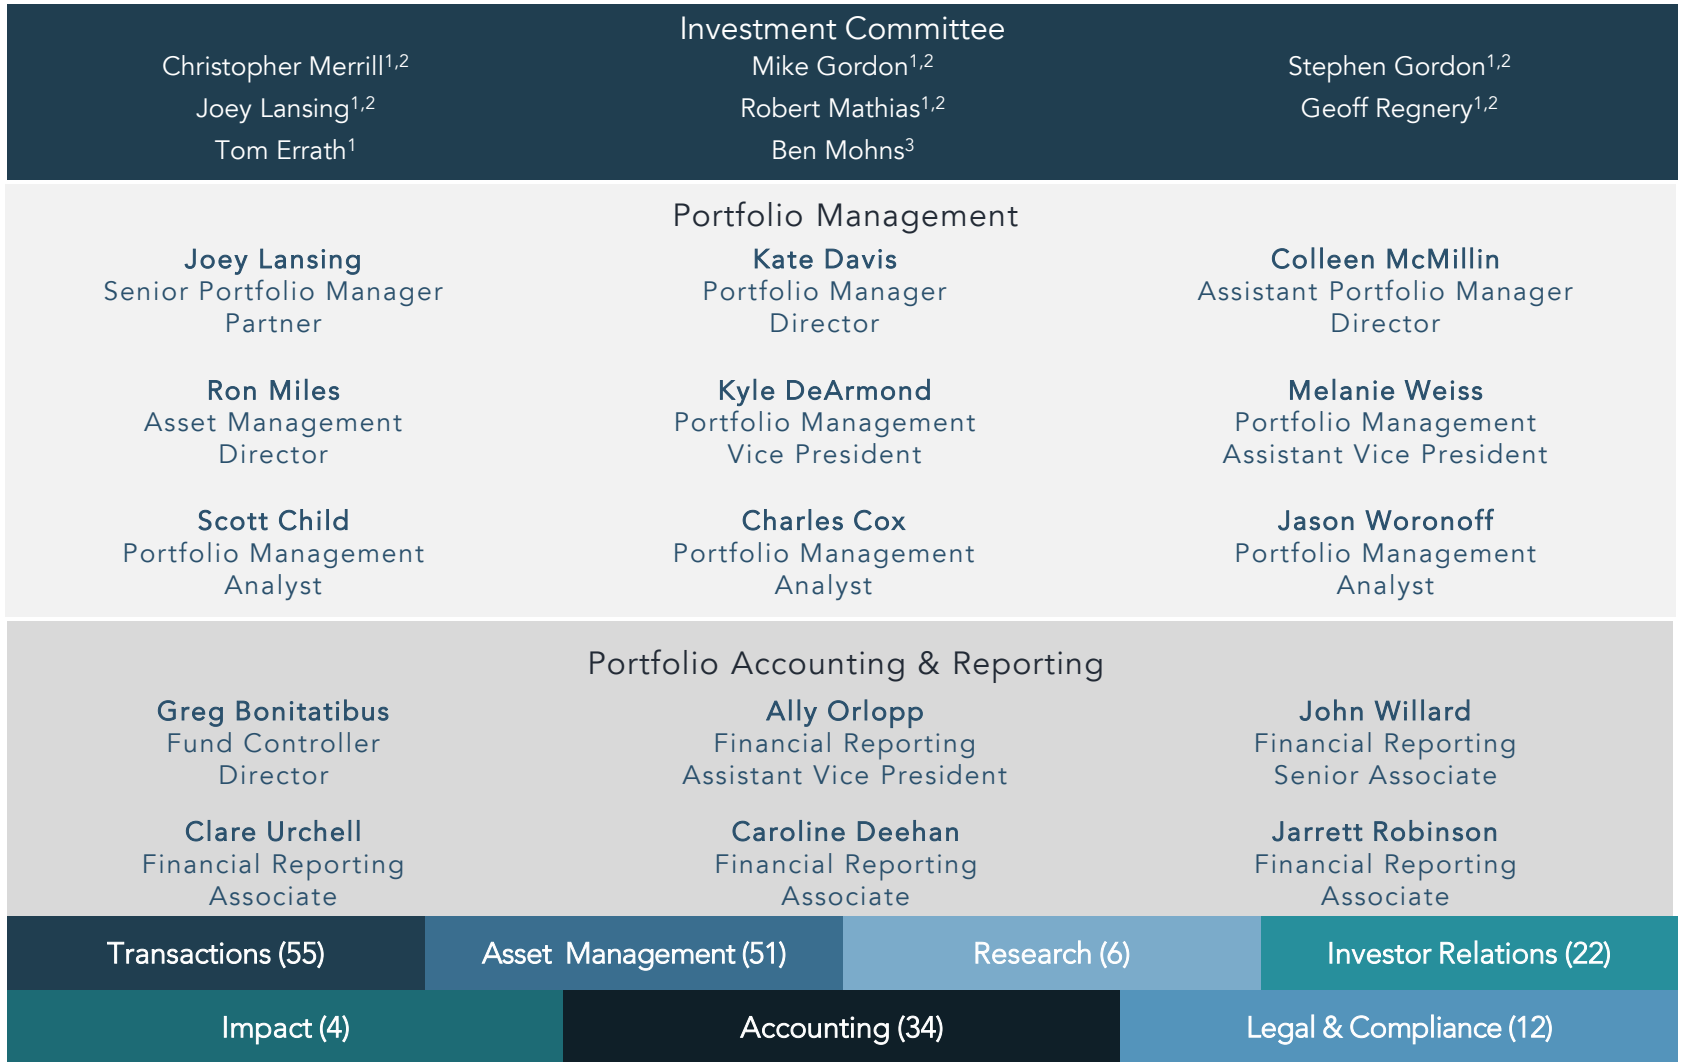 Investment Committee
Christopher Merrill1,2 Mike Gordon1,2 Stephen Gordon1,2
Joey Lansing1,2 Robert Mathias1,2 Geoff Regnery1,2
Tom Errath1 Ben Mohns3
Portfolio Management
Joey Lansing Kate Davis Colleen McMillin
Senior Portfolio Manager Portfolio Manager Assistant Portfolio Manager
Partner Director Director
Ron Miles Kyle DeArmond Melanie Weiss
Asset Management Portfolio Management Portfolio Management
Director Vice President Assistant Vice President
Scott Child Charles Cox Jason Woronoff
Portfolio Management Portfolio Management Portfolio Management
Analyst Analyst Analyst
Portfolio Accounting & Reporting
Greg Bonitatibus Ally Orlopp John Willard
Fund Controller Financial Reporting Financial Reporting
Director Assistant Vice President Senior Associate
Clare Urchell Caroline Deehan Jarrett Robinson
Financial Reporting Financial Reporting Financial Reporting
Associate Associate Associate
Transactions (55) Asset Management (51) Research (6) Investor Relations (22)
Impact (4) Accounting (34) Legal & Compliance (12)